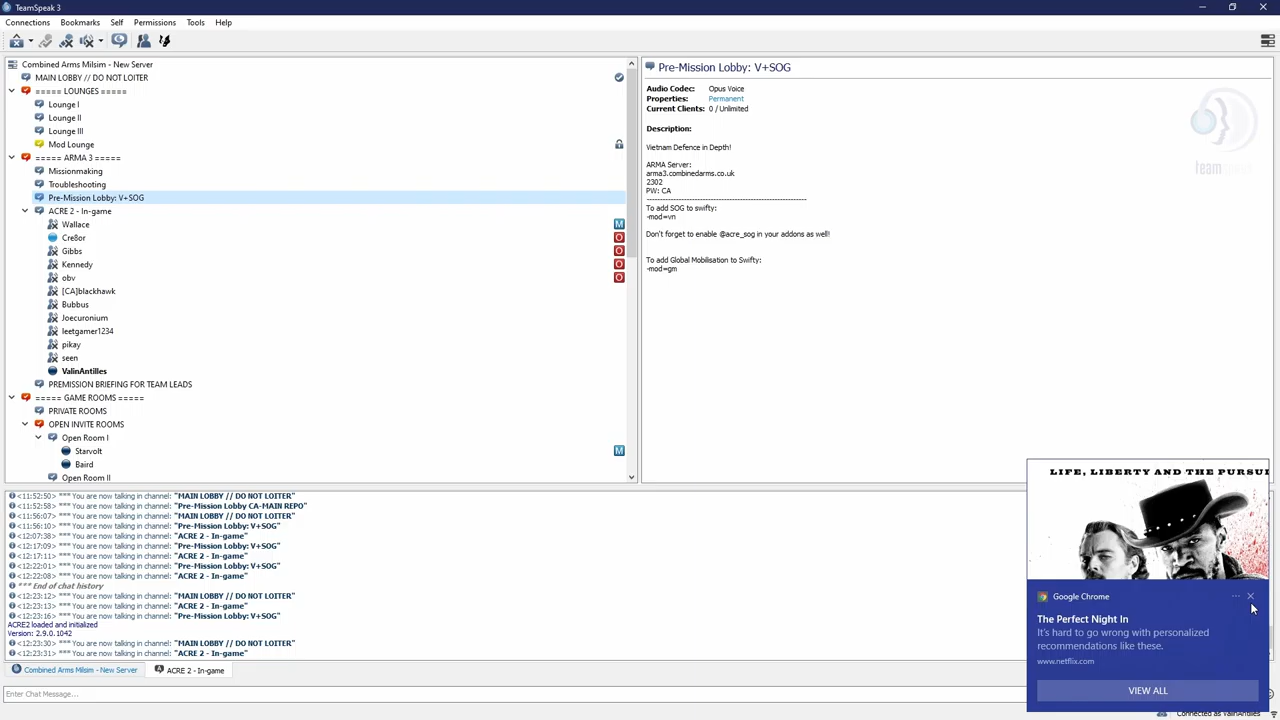 TeamSpeak 3
Connections Bookmarks Self Permissions Tools Help
Combined Arms Milsim - New Server
MAIN LOBBY // DO NOT LOITER
===== LOUNGES =====
Lounge I
Lounge II
Lounge III
Mod Lounge
===== ARMA 3 =====
Missionmaking
Troubleshooting
Pre-Mission Lobby: V+SOG
ACRE 2 - In-game
Wallace M
Cre8or O
Gibbs O
Kennedy O
obv O
[CA]blackhawk
Bubbus
Joecuronium
leetgamer1234
pikay
seen
ValinAntilles
PREMISSION BRIEFING FOR TEAM LEADS
===== GAME ROOMS =====
PRIVATE ROOMS
OPEN INVITE ROOMS
Open Room I
Starvolt M
Baird
Open Room II
Pre-Mission Lobby: V+SOG
Audio Codec: Opus Voice
Properties: Permanent
Current Clients: 0 / Unlimited
Description:
Vietnam Defence in Depth!
ARMA Server:
arma3.combinedarms.co.uk
2302
PW: CA
------------------------------------------------------
To add SOG to swifty:
-mod=vn
Don't forget to enable @acre_sog in your addons as well!
To add Global Mobilisation to Swifty:
-mod=gm
teamspeak
<11:52:50> *** You are now talking in channel: "MAIN LOBBY // DO NOT LOITER"
<11:52:58> *** You are now talking in channel: "Pre-Mission Lobby CA-MAIN REPO"
<11:56:07> *** You are now talking in channel: "MAIN LOBBY // DO NOT LOITER"
<11:56:10> *** You are now talking in channel: "Pre-Mission Lobby: V+SOG"
<12:07:38> *** You are now talking in channel: "ACRE 2 - In-game"
<12:17:09> *** You are now talking in channel: "Pre-Mission Lobby: V+SOG"
<12:17:11> *** You are now talking in channel: "ACRE 2 - In-game"
<12:22:01> *** You are now talking in channel: "Pre-Mission Lobby: V+SOG"
<12:22:08> *** You are now talking in channel: "ACRE 2 - In-game"
*** End of chat history
<12:23:12> *** You are now talking in channel: "MAIN LOBBY // DO NOT LOITER"
<12:23:13> *** You are now talking in channel: "ACRE 2 - In-game"
<12:23:16> *** You are now talking in channel: "Pre-Mission Lobby: V+SOG"
ACRE2 loaded and initialized
Version: 2.9.0.1042
<12:23:30> *** You are now talking in channel: "MAIN LOBBY // DO NOT LOITER"
<12:23:31> *** You are now talking in channel: "ACRE 2 - In-game"
Combined Arms Milsim - New Server
ACRE 2 - In-game
Enter Chat Message...
LIFE, LIBERTY AND THE PURSUI
Google Chrome
The Perfect Night In
It's hard to go wrong with personalized
recommendations like these.
www.netflix.com
VIEW ALL
Connected as ValinAntilles